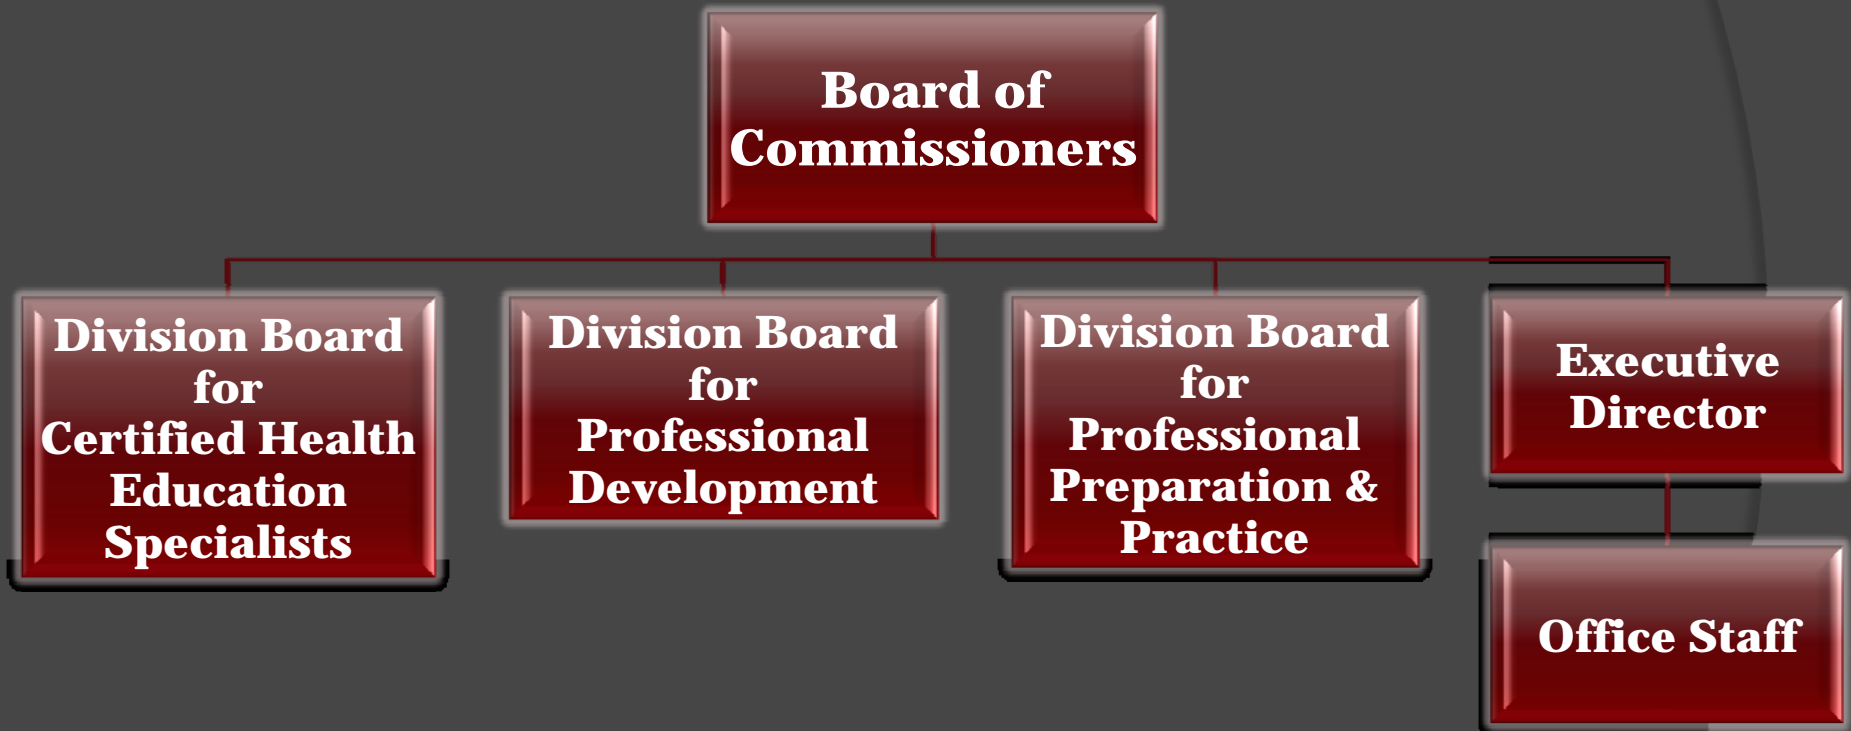 Board of
Commissioners
Division Board
for
Certified Health
Education
Specialists
Division Board
for
Professional
Development
Division Board
for
Professional
Preparation &
Practice
Executive
Director
Office Staff